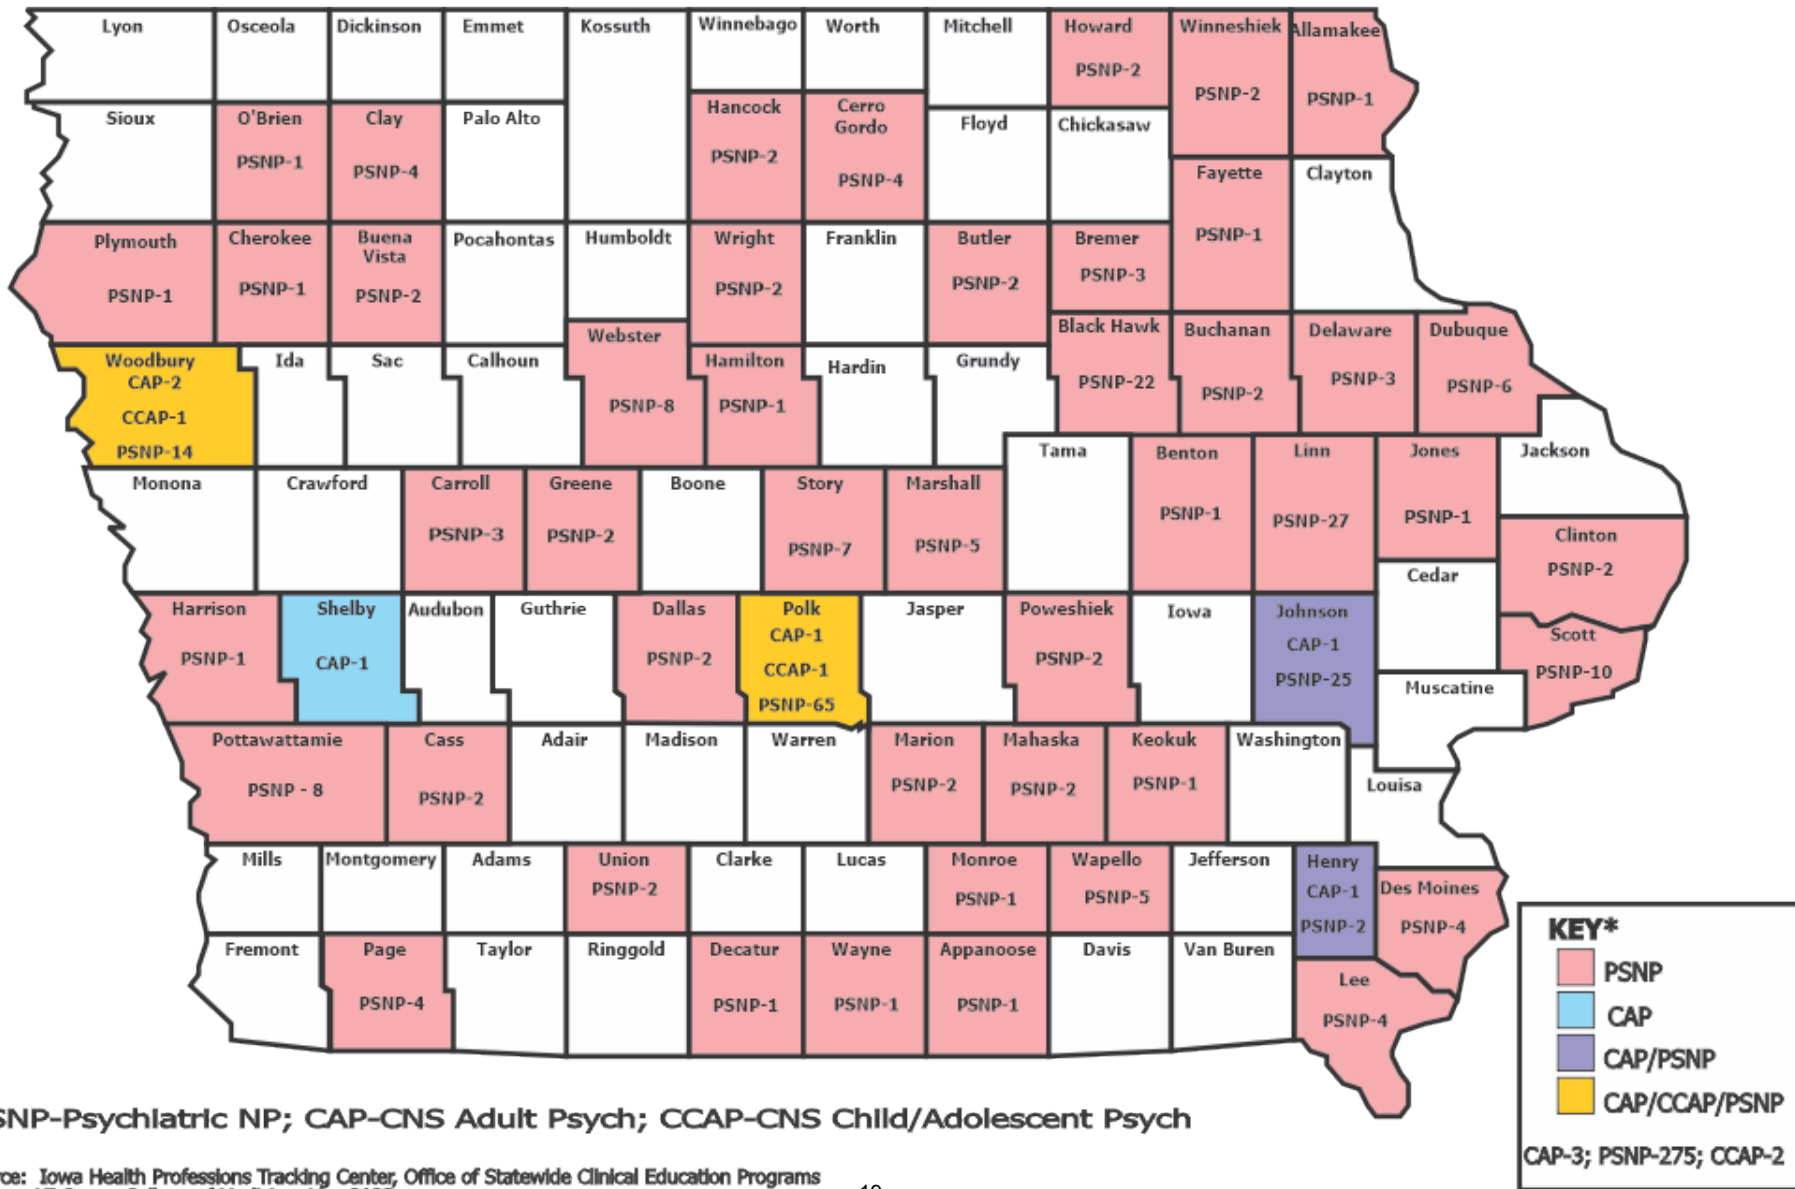 Lyon Osceola Dickinson Emmet Kossuth Winnebago Worth Mitchell Howard Winneshiek Allamakee
PSNP-2 PSNP-2 PSNP-1
Sioux O'Brien Clay Palo Alto Hancock Cerro Gordo Floyd Chickasaw
PSNP-1 PSNP-4 PSNP-2 PSNP-4
Fayette Clayton
PSNP-1
Plymouth Cherokee Buena Vista Pocahontas Humboldt Wright Franklin Butler Bremer
PSNP-1 PSNP-1 PSNP-2 PSNP-2 PSNP-2 PSNP-3
Woodbury Ida Sac Calhoun Webster Hamilton Hardin Grundy Black Hawk Buchanan Delaware Dubuque
CAP-2
CCAP-1
PSNP-14
PSNP-8 PSNP-1 PSNP-22 PSNP-2 PSNP-3 PSNP-6
Monona Crawford Carroll Greene Boone Story Marshall Tama Benton Linn Jones Jackson
PSNP-3 PSNP-2 PSNP-7 PSNP-5 PSNP-1 PSNP-27 PSNP-1
Clinton
PSNP-2
Cedar
Harrison Shelby Audubon Guthrie Dallas Polk Jasper Poweshiek Iowa Johnson Scott
PSNP-1 CAP-1 PSNP-2
CAP-1
CCAP-1
PSNP-65
PSNP-2
CAP-1
PSNP-25
PSNP-10
Muscatine
Pottawattamie Cass Adair Madison Warren Marion Mahaska Keokuk Washington Louisa
PSNP - 8 PSNP-2 PSNP-2 PSNP-2 PSNP-1
Mills Montgomery Adams Union Clarke Lucas Monroe Wapello Jefferson Henry Des Moines
PSNP-2 PSNP-1 PSNP-5
CAP-1
PSNP-2
PSNP-4
Fremont Page Taylor Ringgold Decatur Wayne Appanoose Davis Van Buren Lee
PSNP-4 PSNP-1 PSNP-1 PSNP-1 PSNP-4
KEY*
PSNP
CAP
CAP/PSNP
CAP/CCAP/PSNP
CAP-3; PSNP-275; CCAP-2
SNP-Psychiatric NP; CAP-CNS Adult Psych; CCAP-CNS Child/Adolescent Psych
rce: Iowa Health Professions Tracking Center, Office of Statewide Clinical Education Programs